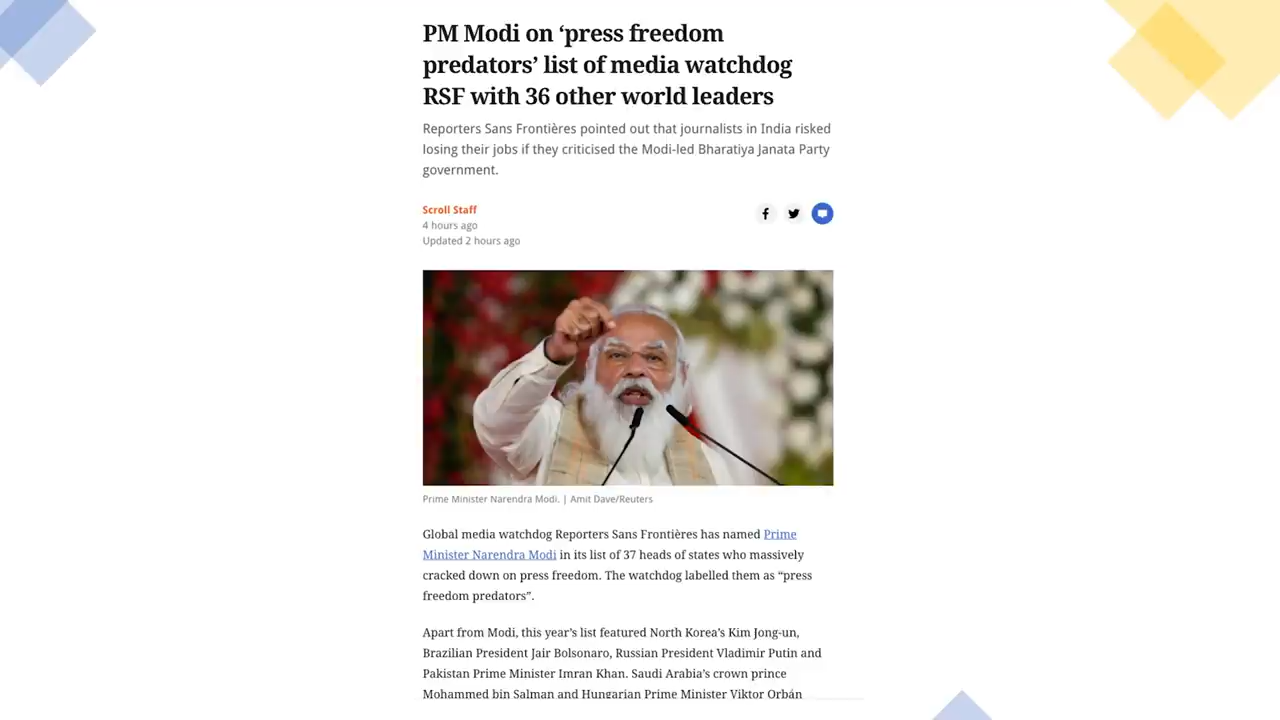 PM Modi on ‘press freedom
predators’ list of media watchdog
RSF with 36 other world leaders
Reporters Sans Frontières pointed out that journalists in India risked
losing their jobs if they criticised the Modi-led Bharatiya Janata Party
government.
Scroll Staff
4 hours ago
Updated 2 hours ago
Prime Minister Narendra Modi. | Amit Dave/Reuters
Global media watchdog Reporters Sans Frontières has named Prime
Minister Narendra Modi in its list of 37 heads of states who massively
cracked down on press freedom. The watchdog labelled them as “press
freedom predators”.
Apart from Modi, this year’s list featured North Korea’s Kim Jong-un,
Brazilian President Jair Bolsonaro, Russian President Vladimir Putin and
Pakistan Prime Minister Imran Khan. Saudi Arabia’s crown prince
Mohammed bin Salman and Hungarian Prime Minister Viktor Orbán